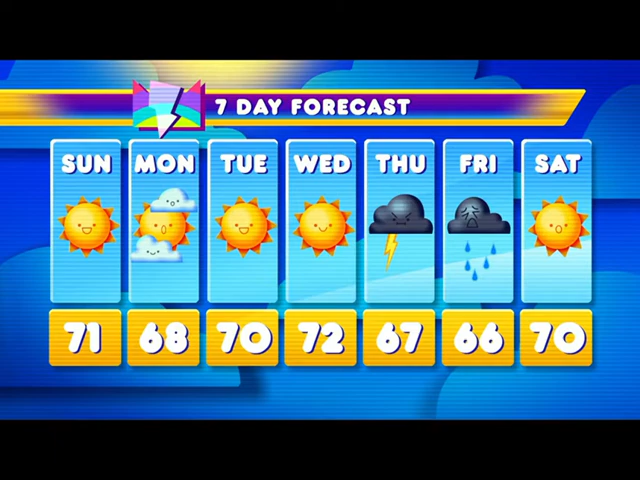 7 DAY FORECAST
SUN MON TUE WED THU FRI SAT
71 68 70 72 67 66 70